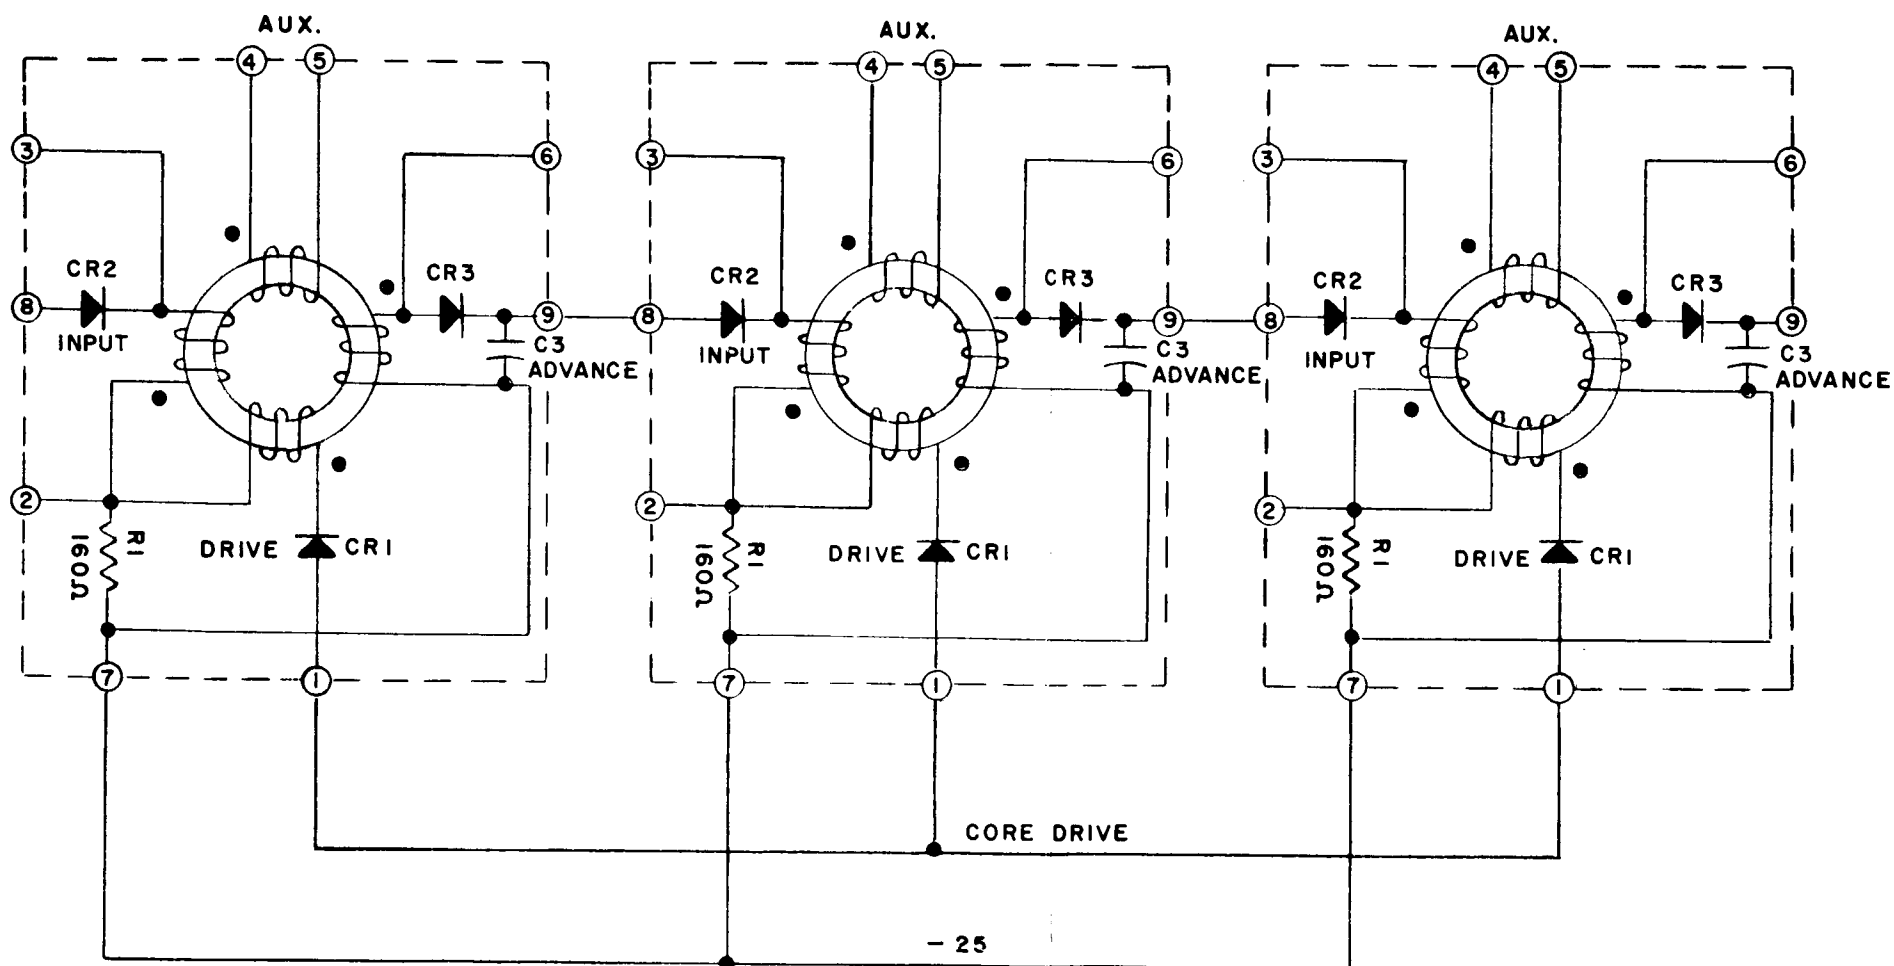 AUX.
4 5
3
6
CR2
CR3
8
9
INPUT
C3
ADVANCE
2
R1
160Ω
DRIVE
CR1
7
1
AUX.
4 5
3
6
CR2
CR3
8
9
INPUT
C3
ADVANCE
2
R1
160Ω
DRIVE
CR1
7
1
AUX.
4 5
3
6
CR2
CR3
8
9
INPUT
C3
ADVANCE
2
R1
160Ω
DRIVE
CR1
7
1
CORE DRIVE
- 25